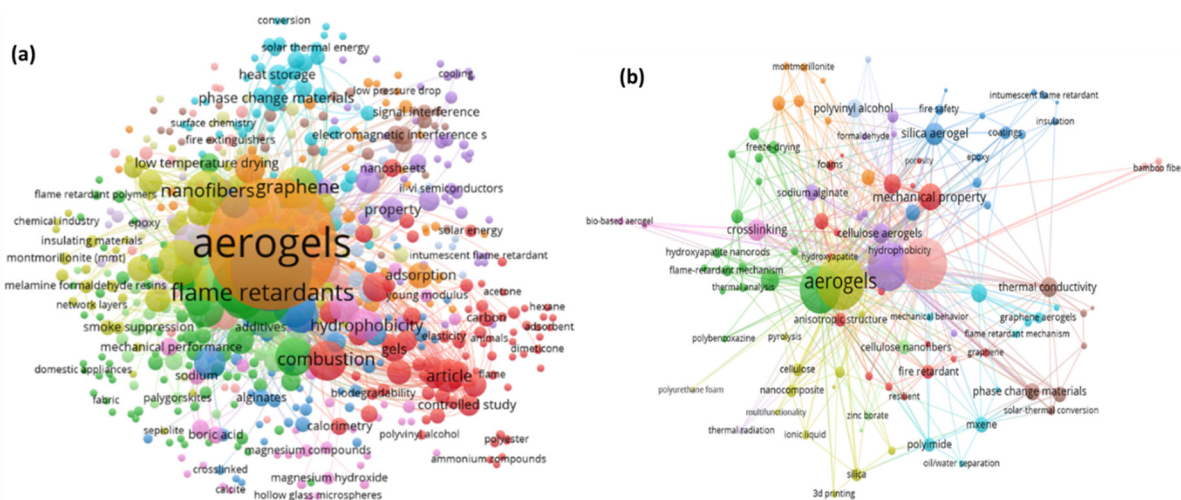 (a)
conversion
solar thermal energy
heat storage
cooling
phase change materials
low pressure drop
signal interference
surface chemistry
fire extinguishers
electromagnetic interference s
low temperature drying
nanosheets
flame retardant polymers
nanofibers
graphene
ii-vi semiconductors
property
chemical industry
epoxy
solar energy
insulating materials
aerogels
intumescent flame retardant
montmorillonite (mmt)
adsorption
melamine formaldehyde resins
flame retardants
young modulus
acetone
network layers
hexane
carbon
smoke suppression
additives
hydrophobicity
adsorbent
elasticity
animals
mechanical performance
gels
dimeticone
combustion
domestic appliances
sodium
article
flame
biodegradability
fabric
palygorskites
alginates
controlled study
sepiolite
boric acid
calorimetry
polyvinyl alcohol
polyester
magnesium compounds
ammonium compounds
crosslinked
magnesium hydroxide
calcite
hollow glass microspheres
(b)
montmorillonite
polyvinyl alcohol
fire safety
intumescent flame retardant
insulation
formaldehyde
silica aerogel
coatings
freeze-drying
foams
porosity
epoxy
bamboo fibe
sodium alginate
mechanical property
bio-based aerogel
crosslinking
cellulose aerogels
hydroxyapatite nanorods
hydroxyapatite
hydrophobicity
flame-retardant mechanism
thermal analysis
aerogels
thermal conductivity
anisotropic structure
mechanical behavior
graphene aerogels
polybenzoxazine
pyrolysis
flame retardant mechanism
cellulose nanofibers
graphene
cellulose
fire retardant
polyurethane foam
nanocomposite
resilient
phase change materials
solar-thermal conversion
multifunctionality
zinc borate
thermal radiation
ionic liquid
mxene
polyimide
oil/water separation
silica
3d printing